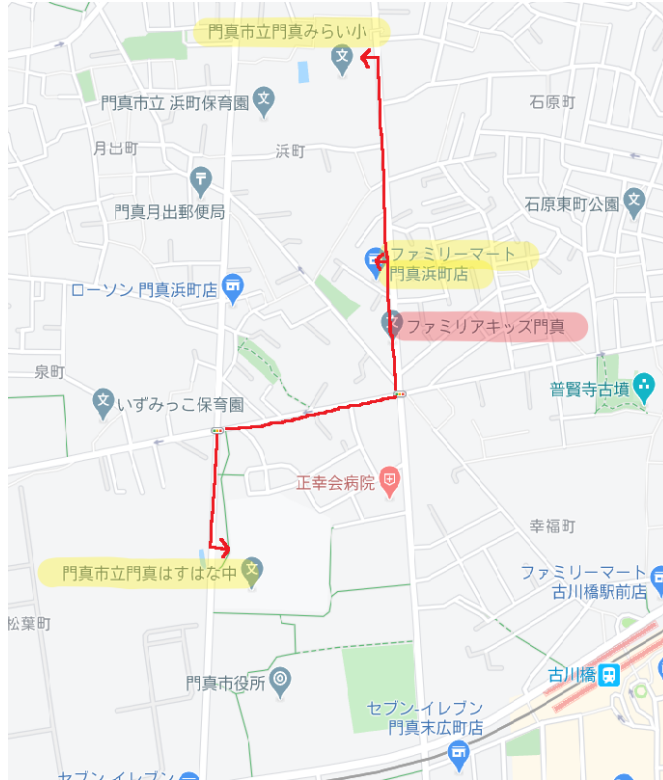 門真市立門真みらい小
門真市立 浜町保育園
石原町
月出町
浜町
門真月出郵便局
石原東町公園
ファミリーマート
門真浜町店
ローソン 門真浜町店
ファミリアキッズ門真
泉町
いずみっこ保育園
普賢寺古墳
正幸会病院
幸福町
門真市立門真はすはな中
ファミリーマート
古川橋駅前店
松葉町
門真市役所
古川橋
セブン-イレブン
門真末広町店
セブン-イレブン